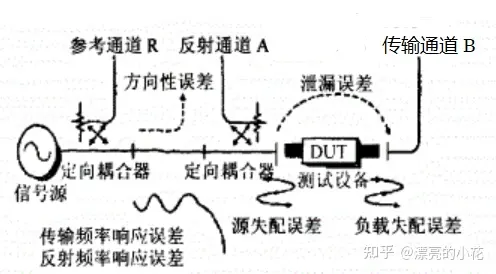 参考通道 R
反射通道 A
传输通道 B
方向性误差
泄漏误差
DUT
定向耦合器
定向耦合器
测试设备
信号源
源失配误差
负载失配误差
传输频率响应误差
反射频率响应误差
知乎 @漂亮的小花